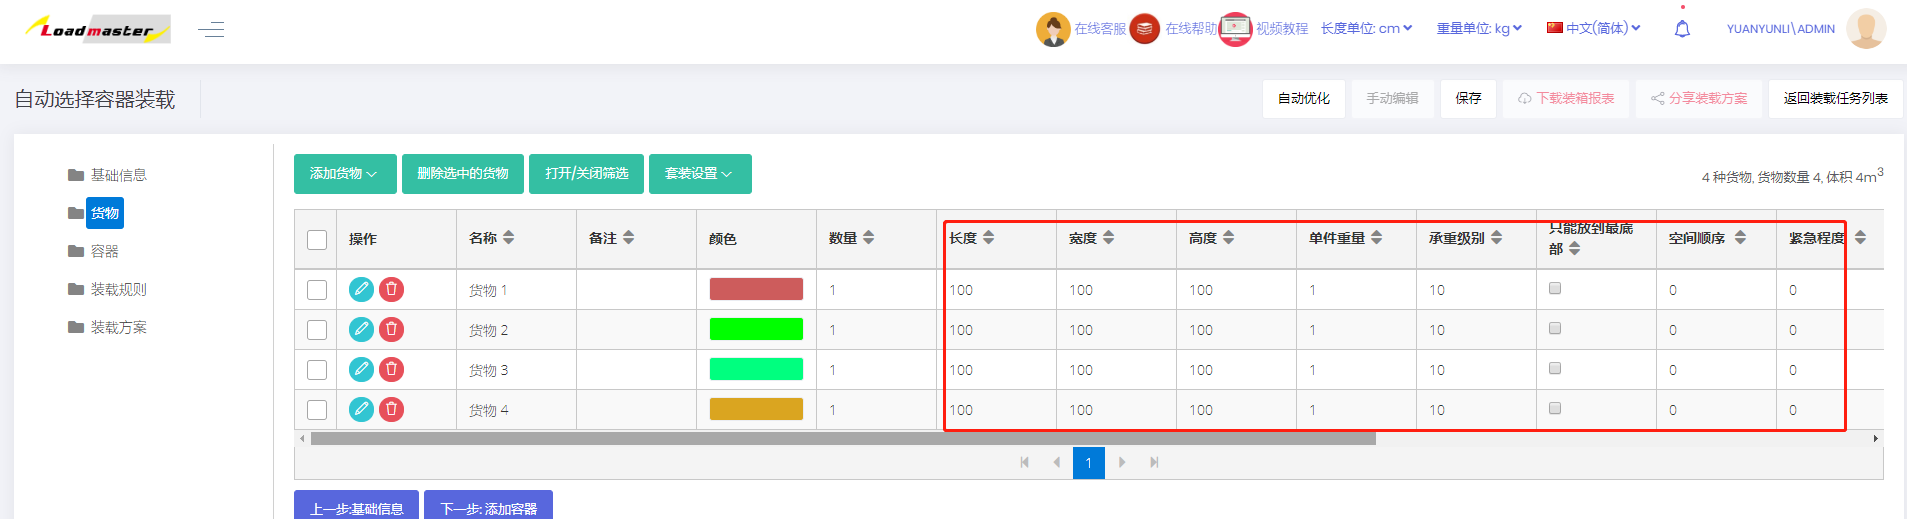 Loadmaster
在线客服 在线帮助 视频教程 长度单位: cm 重量单位: kg 中文(简体) YUANYUNLI\ADMIN
自动选择容器装载 自动优化 手动编辑 保存 下载装箱报表 分享装载方案 返回装载任务列表
基础信息
货物
容器
装载规则
装载方案
添加货物 删除选中的货物 打开/关闭筛选 套装设置
4 种货物, 货物数量 4, 体积 4m3
操作 名称 备注 颜色 数量 长度 宽度 高度 单件重量 承重级别 只能放到最底部 空间顺序 紧急程度
货物 1 1 100 100 100 1 10 0 0
货物 2 1 100 100 100 1 10 0 0
货物 3 1 100 100 100 1 10 0 0
货物 4 1 100 100 100 1 10 0 0
1
上一步:基础信息 下一步: 添加容器